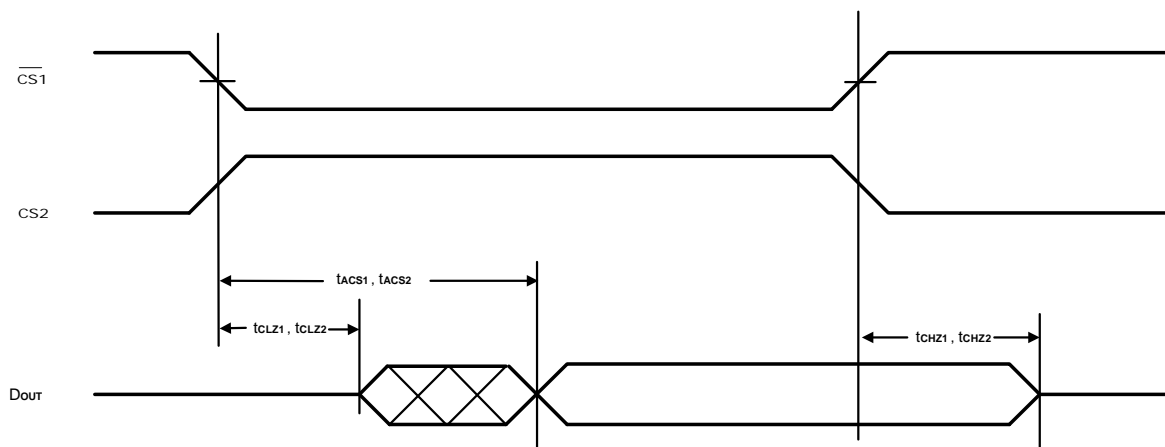 CS1
CS2
tACS1 , tACS2
tCLZ1 , tCLZ2
tCHZ1 , tCHZ2
DOUT